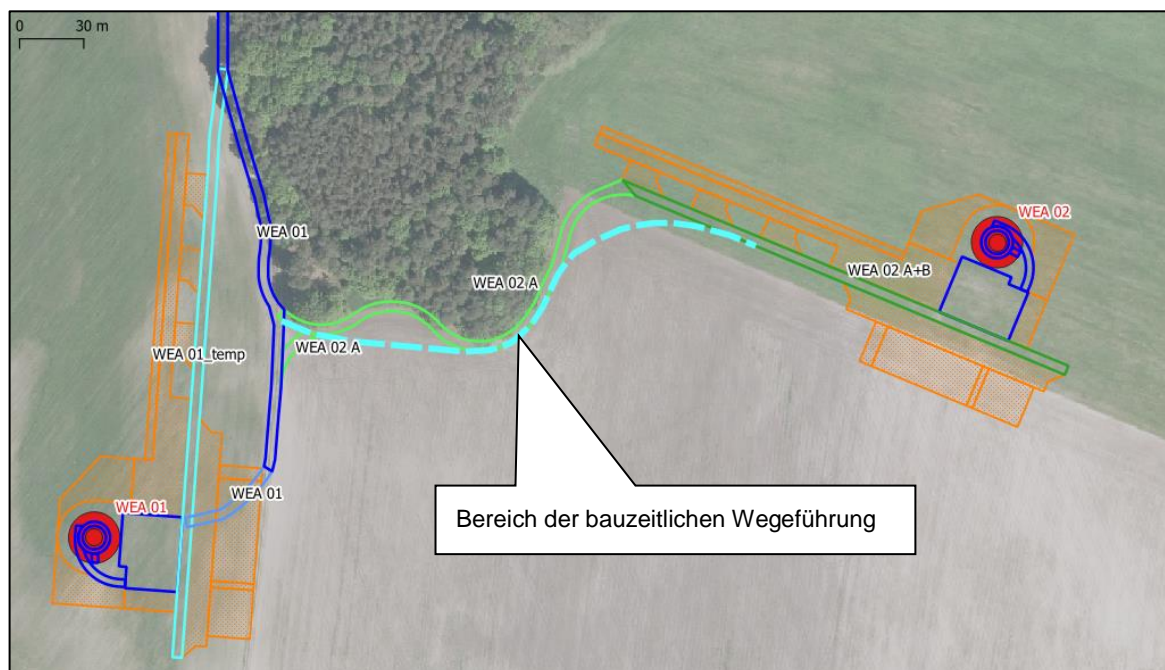 0 30 m
WEA 02
WEA 01
WEA 02 A+B
WEA 02 A
WEA 02 A
WEA 01_temp
WEA 01
WEA 01
Bereich der bauzeitlichen Wegeführung